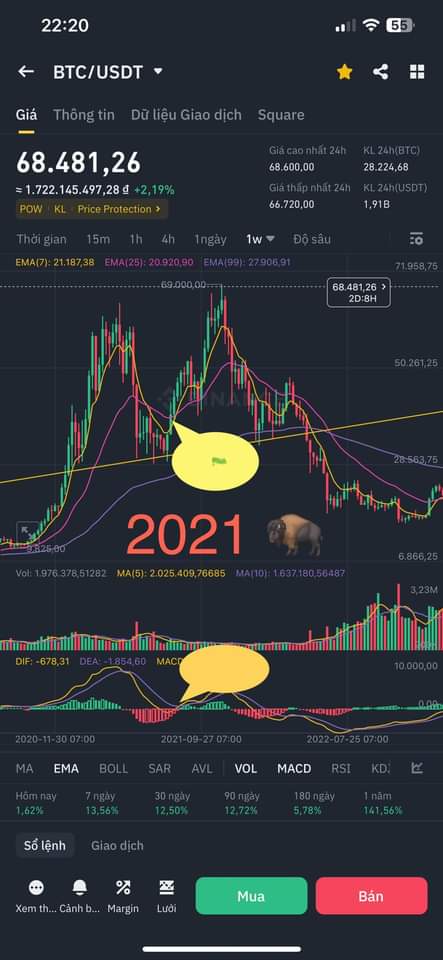 22:20
55
BTC/USDT
Giá Thông tin Dữ liệu Giao dịch Square
68.481,26
≈ 1.722.145.497,28 ₫ +2,19%
POW KL Price Protection >
Giá cao nhất 24h KL 24h(BTC)
68.600,00 28.224,68
Giá thấp nhất 24h KL 24h(USDT)
66.720,00 1,91B
Thời gian 15m 1h 4h 1ngày 1w Độ sâu
EMA(7): 21.187,38 EMA(25): 20.920,90 EMA(99): 27.906,91
71.958,75
69.000,00
68.481,26 >
2D:8H
50.261,25
28.563,75
2021
9.825,00
6.866,25
Vol: 1.976.378,51282 MA(5): 2.025.409,76685 MA(10): 1.637.180,56487
3,23M
DIF: -678,31 DEA: -1.854,60 MACD
10.000,00
2020-11-30 07:00 2021-09-27 07:00 2022-07-25 07:00
MA EMA BOLL SAR AVL VOL MACD RSI KDJ
Hôm nay 7 ngày 30 ngày 90 ngày 180 ngày 1 năm
1,62% 13,56% 12,50% 12,72% 5,78% 141,56%
Sổ lệnh Giao dịch
Xem th... Cảnh b... Margin Lưới
Mua Bán